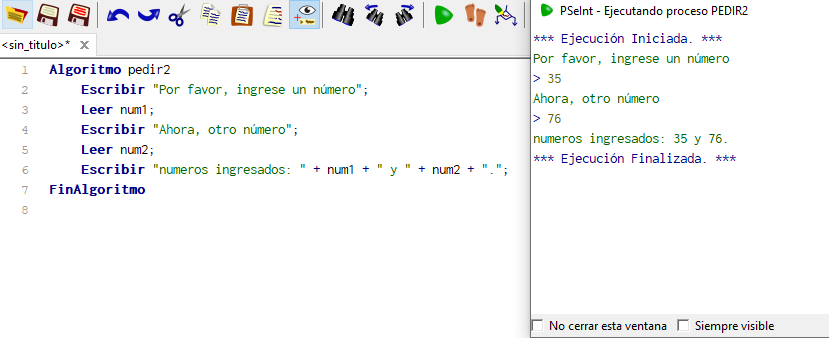 <sin_titulo>*
1 Algoritmo pedir2
2 Escribir "Por favor, ingrese un número";
3 Leer num1;
4 Escribir "Ahora, otro número";
5 Leer num2;
6 Escribir "numeros ingresados: " + num1 + " y " + num2 + ".";
7 FinAlgoritmo
8
PSeInt - Ejecutando proceso PEDIR2
*** Ejecución Iniciada. ***
Por favor, ingrese un número
> 35
Ahora, otro número
> 76
numeros ingresados: 35 y 76.
*** Ejecución Finalizada. ***
No cerrar esta ventana Siempre visible